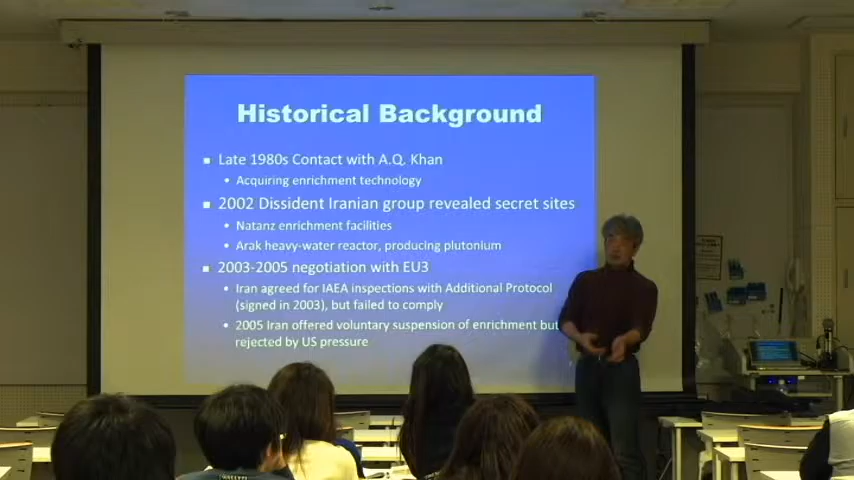 Historical Background
Late 1980s Contact with A.Q. Khan
Acquiring enrichment technology
2002 Dissident Iranian group revealed secret sites
Natanz enrichment facilities
Arak heavy-water reactor, producing plutonium
2003-2005 negotiation with EU3
Iran agreed for IAEA inspections with Additional Protocol
(signed in 2003), but failed to comply
2005 Iran offered voluntary suspension of enrichment but
rejected by US pressure